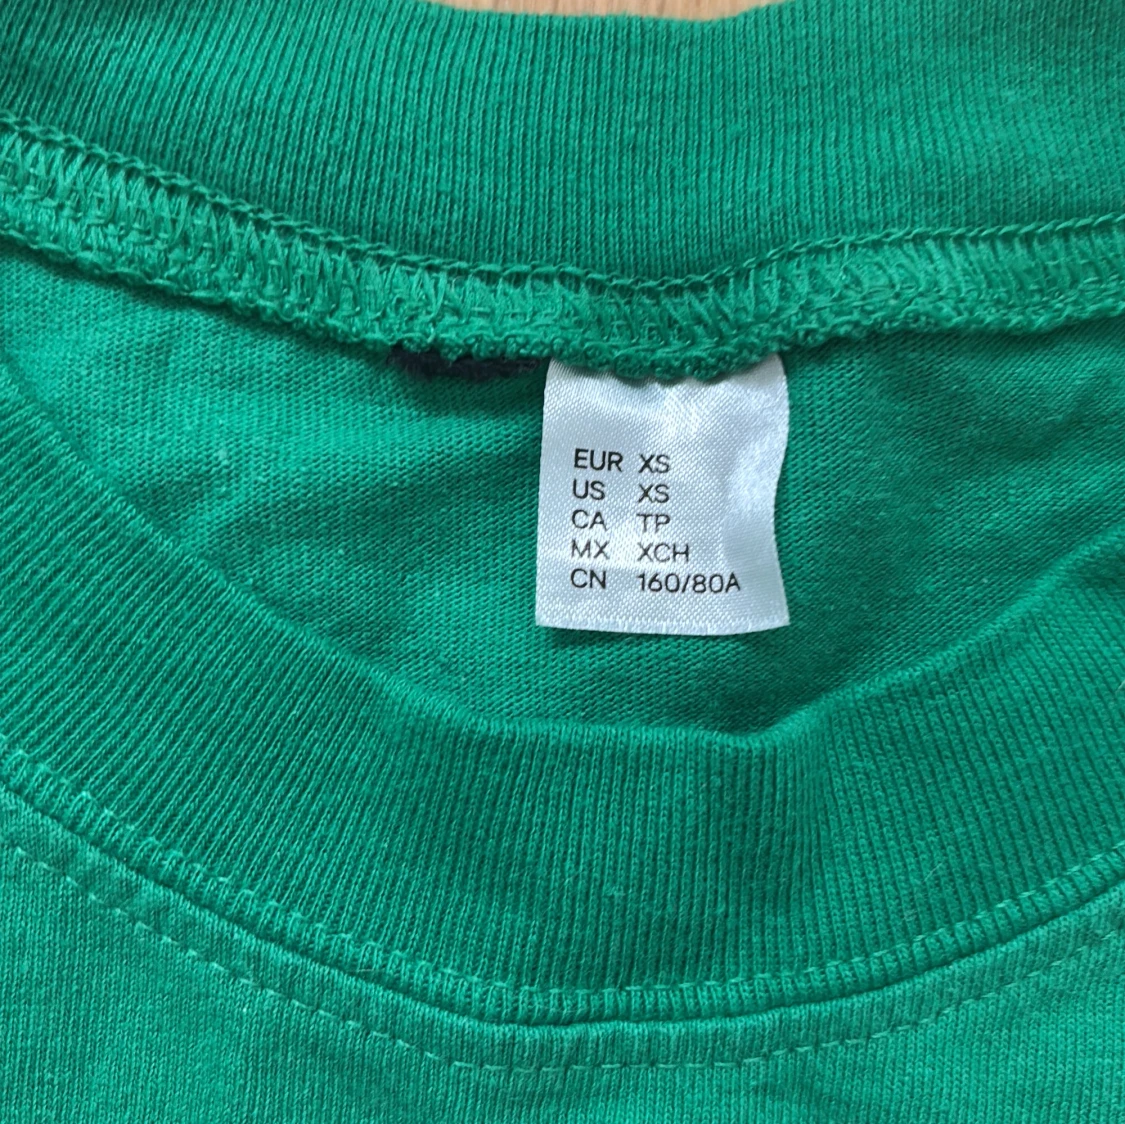 EUR XS
US XS
CA TP
MX XCH
CN 160/80A